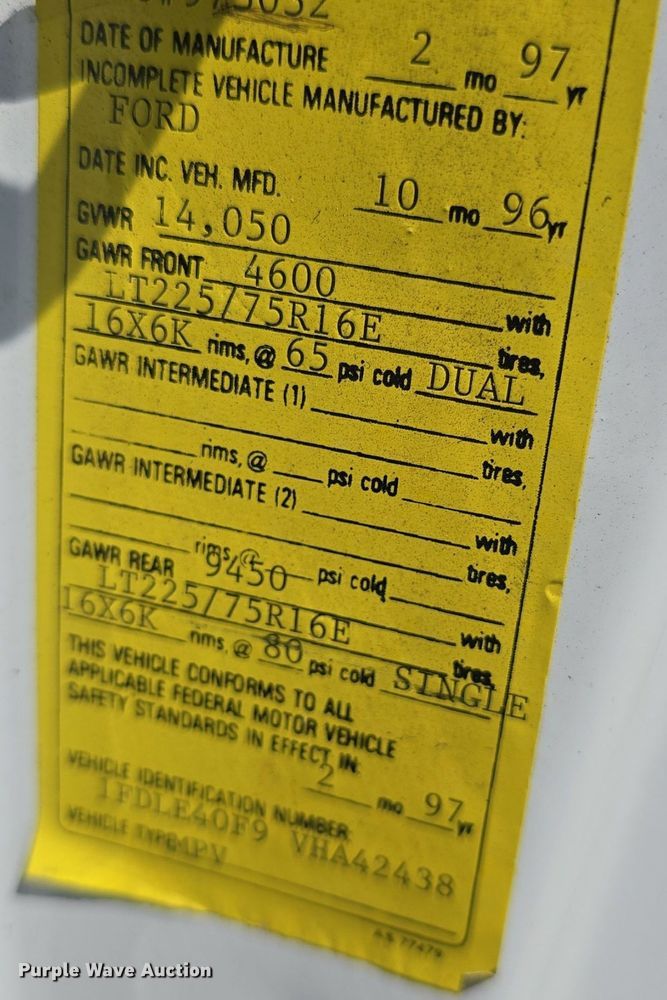 DATE OF MANUFACTURE 2 mo 97 yr
INCOMPLETE VEHICLE MANUFACTURED BY:
FORD
DATE INC. VEH. MFD. 10 mo 96 yr
GVWR 14,050
GAWR FRONT 4600
LT225/75R16E with tires,
16X6K rims, @ 65 psi cold DUAL
GAWR INTERMEDIATE (1) with
tires,
rims, @ psi cold
GAWR INTERMEDIATE (2) with
tires,
rims, @ psi cold
GAWR REAR 9450 with
LT225/75R16E tires,
16X6K rims, @ 80 psi cold SINGLE
THIS VEHICLE CONFORMS TO ALL
APPLICABLE FEDERAL MOTOR VEHICLE
SAFETY STANDARDS IN EFFECT IN:
2 mo 97 yr
VEHICLE IDENTIFICATION NUMBER:
1FDLE40F9 VHA42438
VEHICLE TYPE MPV
Purple Wave Auction